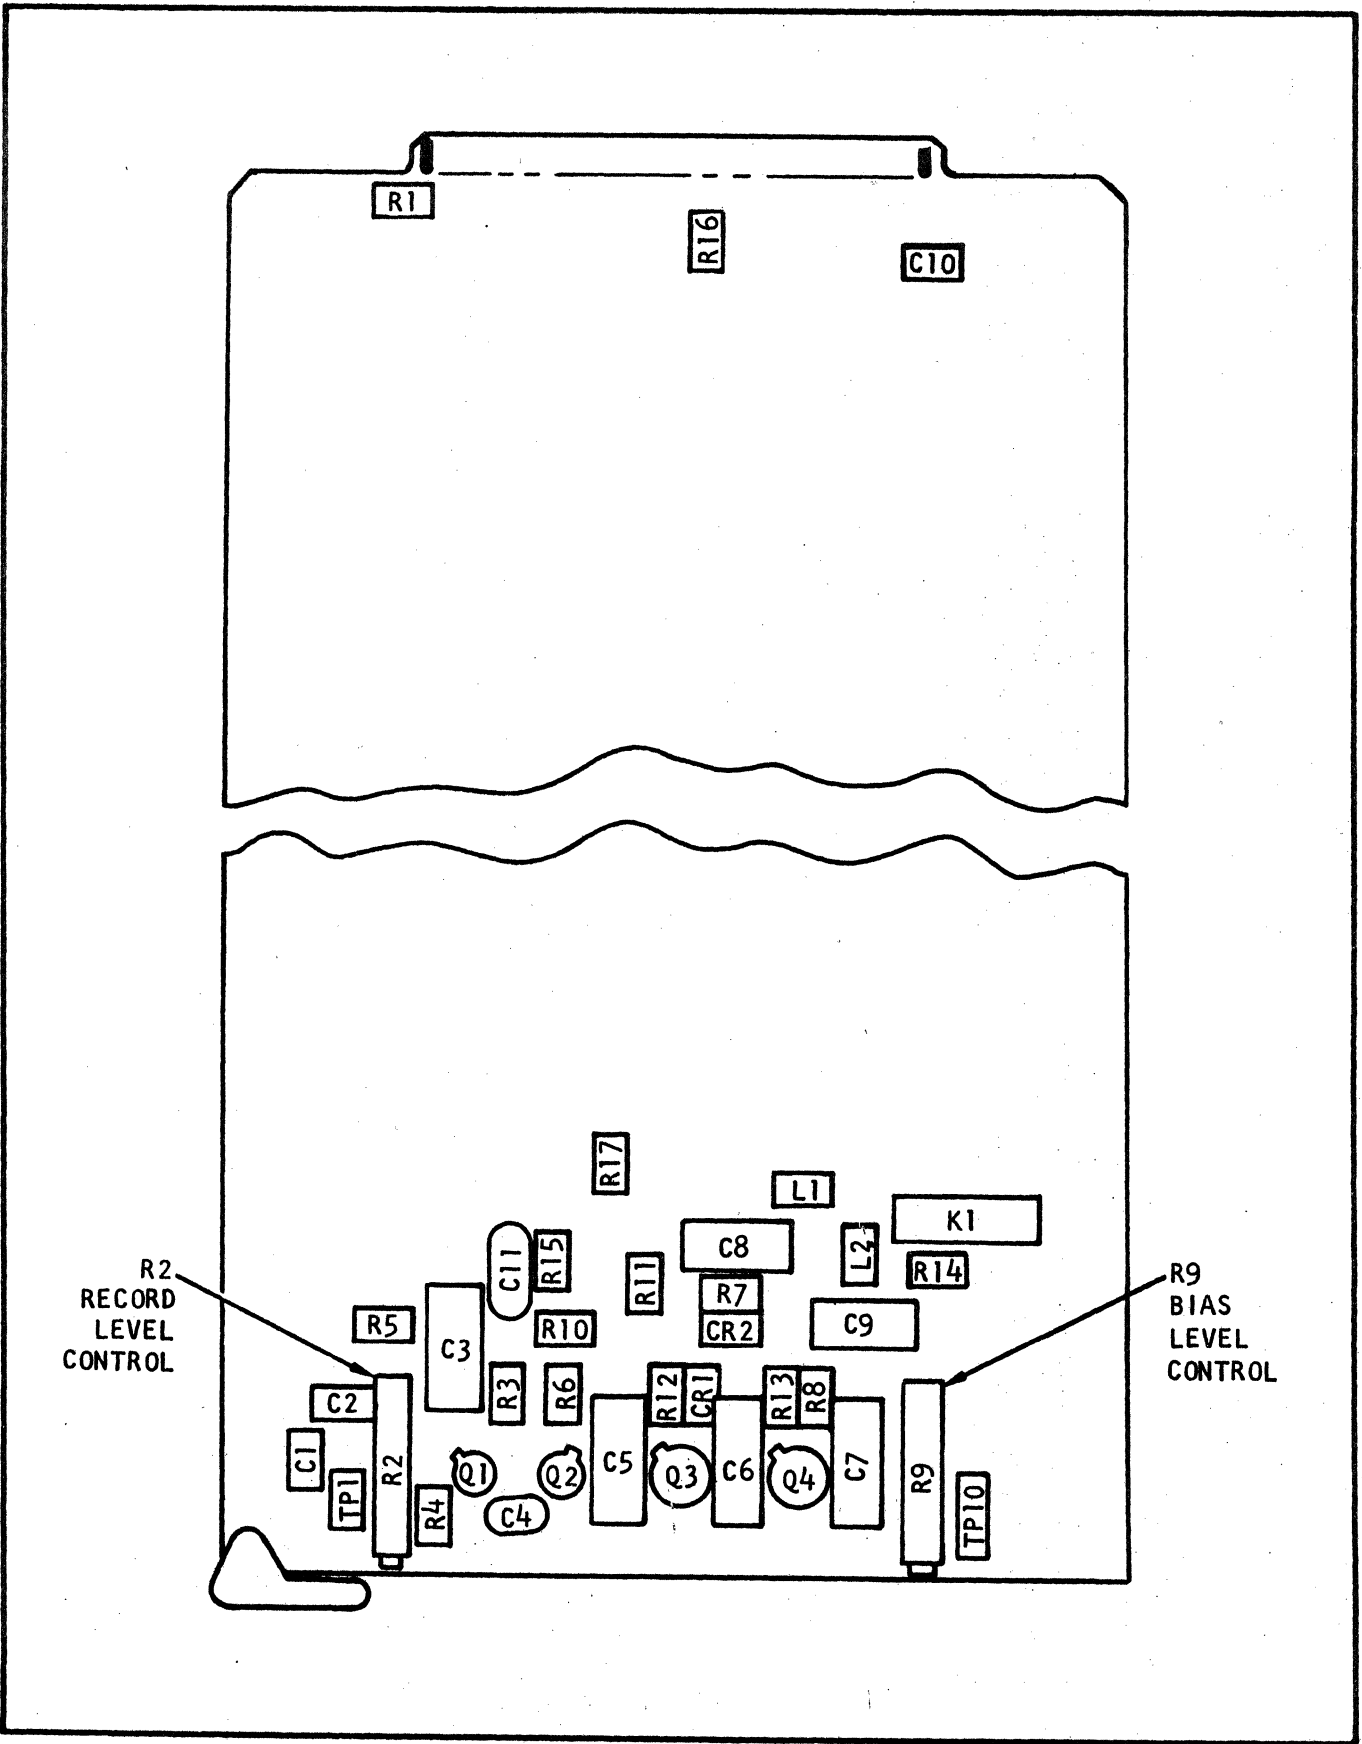 R1
R16
C10
R17
L1
K1
C8
L2
R14
C11
R15
R11
R7
CR2
C9
R2
RECORD
LEVEL
CONTROL
R9
BIAS
LEVEL
CONTROL
R5
C3
R10
C2
R3
R6
R12
CR1
R13
R8
C1
TP1
R2
R4
Q1
C4
Q2
C5
Q3
C6
Q4
C7
R9
TP10